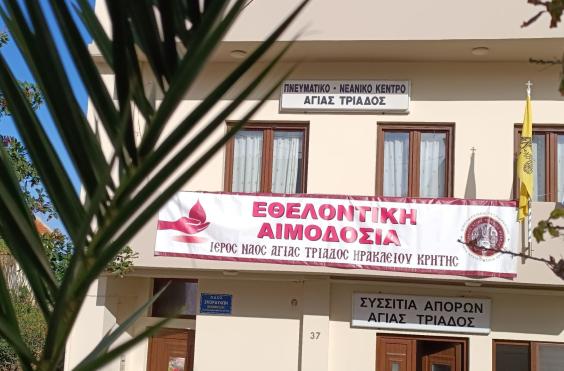 ΠΝΕΥΜΑΤΙΚΟ - ΝΕΑΝΙΚΟ ΚΕΝΤΡΟ
ΑΓΙΑΣ ΤΡΙΑΔΟΣ
ΕΘΕΛΟΝΤΙΚΗ
ΑΙΜΟΔΟΣΙΑ
ΙΕΡΟΣ ΝΑΟΣ ΑΓΙΑΣ ΤΡΙΑΔΟΣ ΗΡΑΚΛΕΙΟΥ ΚΡΗΤΗΣ
ΣΥΣΣΙΤΙΑ ΑΠΟΡΩΝ
ΑΓΙΑΣ ΤΡΙΑΔΟΣ
37